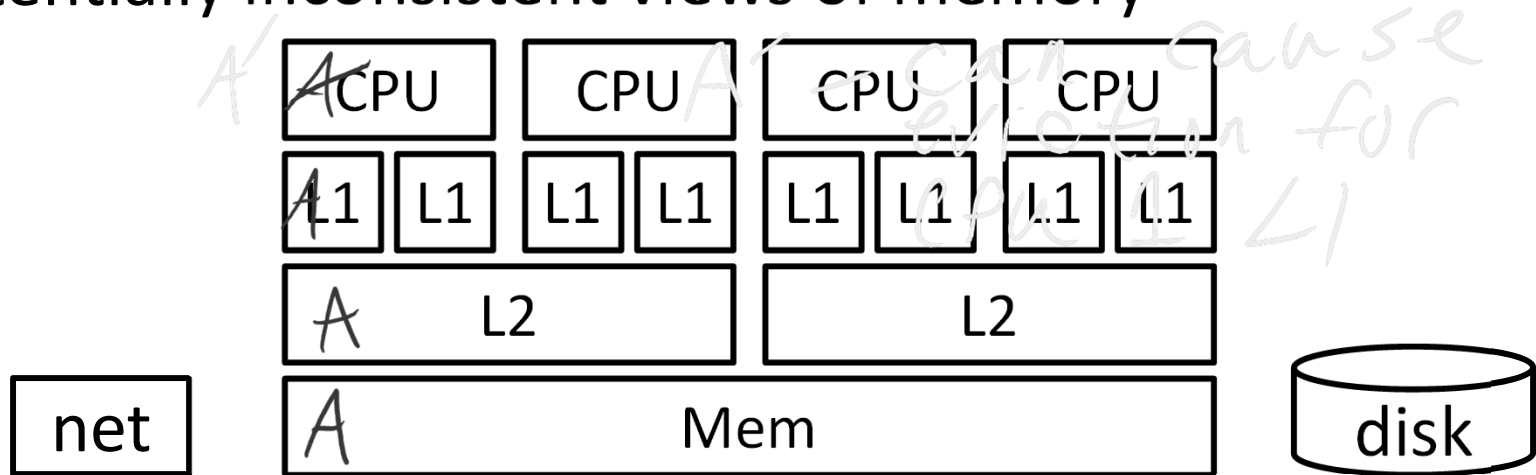 tentially inconsistent views of memory
A' A CPU CPU A' - can cause CPU CPU
eviction for
A L1 L1 L1 L1 L1 L1 L1 L1
CPU 1 L1
A L2 L2
net A Mem disk